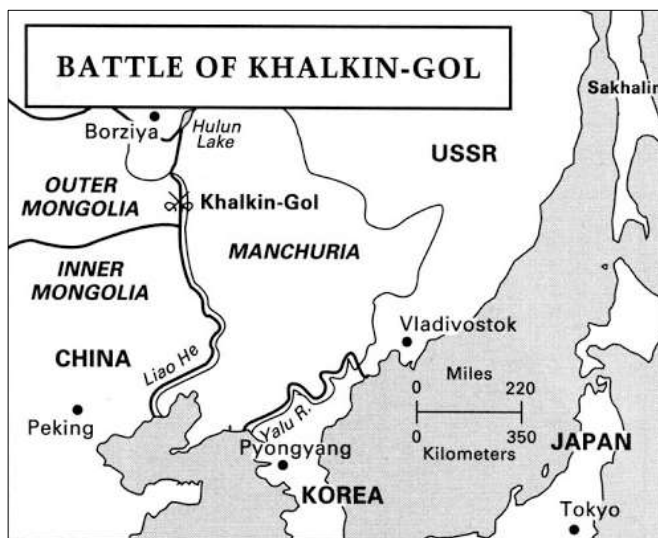 BATTLE OF KHALKIN-GOL
Sakhalin
Borziya
Hulun
Lake
USSR
OUTER
MONGOLIA
Khalkin-Gol
MANCHURIA
INNER
MONGOLIA
Vladivostok
CHINA
Liao He
0 Miles 220
Peking
Yalu R.
0 350
Kilometers
JAPAN
Pyongyang
KOREA
Tokyo